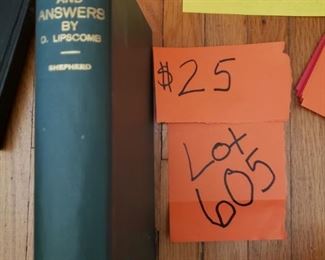 AND
ANSWERS
BY
D. LIPSCOMB
SHEPHERD
$25
Lot
605